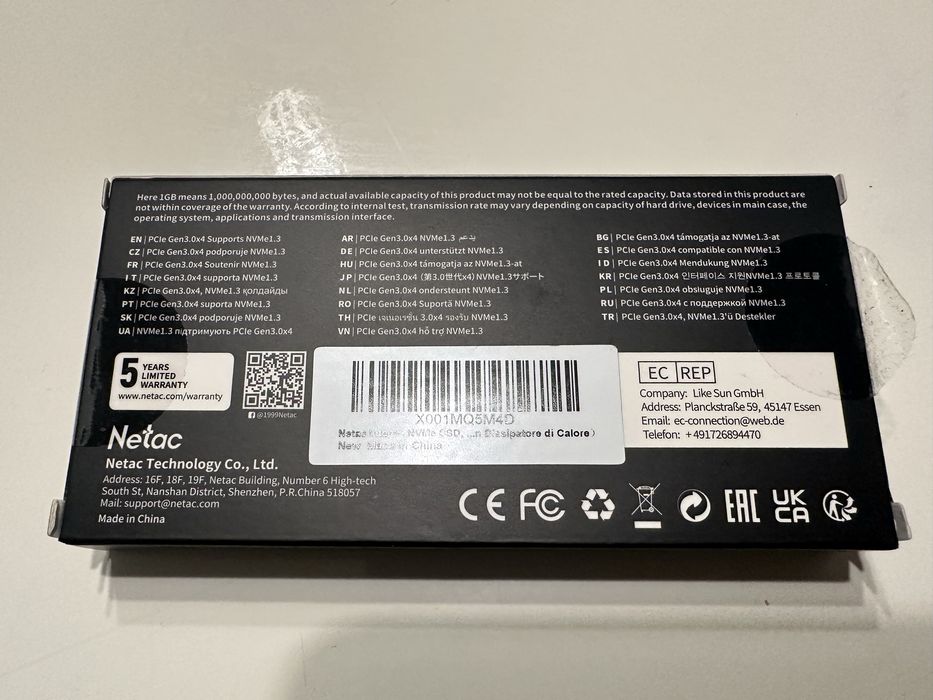 Here 1GB means 1,000,000,000 bytes, and actual available capacity of this product may not be equal to the rated capacity. Data stored in this product are
not within coverage of the warranty. According to internal test, transmission rate may vary depending on capacity of hard drive, devices in main case, the
operating system, applications and transmission interface.
EN | PCIe Gen3.0x4 Supports NVMe1.3
CZ | PCIe Gen3.0x4 podporuje NVMe1.3
FR | PCIe Gen3.0x4 Soutenir NVMe1.3
IT | PCIe Gen3.0x4 supporta NVMe1.3
KZ | PCIe Gen3.0x4, NVMe1.3 қолдайды
PT | PCIe Gen3.0x4 suporta NVMe1.3
SK | PCIe Gen3.0x4 podporuje NVMe1.3
UA | NVMe1.3 підтримують PCIe Gen3.0x4
AR | PCIe Gen3.0x4 NVMe1.3 يدعم
DE | PCIe Gen3.0x4 unterstützt NVMe1.3
HU | PCIe Gen3.0x4 támogatja az NVMe1.3-at
JP | PCIe Gen3.0x4 (第3.0世代x4) NVMe1.3サポート
NL | PCIe Gen3.0x4 ondersteunt NVMe1.3
RO | PCIe Gen3.0x4 Suportă NVMe1.3
TH | PCIe เจเนอเรชัน 3.0x4 รองรับ NVMe1.3
VN | PCIe Gen3.0x4 hỗ trợ NVMe1.3
BG | PCIe Gen3.0x4 támogatja az NVMe1.3-at
ES | PCIe Gen3.0x4 compatible con NVMe1.3
ID | PCIe Gen3.0x4 Mendukung NVMe1.3
KR | PCIe Gen3.0x4 인터페이스 지원NVMe1.3 프로토콜
PL | PCIe Gen3.0x4 obsługuje NVMe1.3
RU | PCIe Gen3.0x4 с поддержкой NVMe1.3
TR | PCIe Gen3.0x4, NVMe1.3'ü Destekler
5 YEARS
LIMITED
WARRANTY
www.netac.com/warranty
@1999Netac
X001MQ5M4D
NVMe SSD, ...n Dissipatore di Calore)
New
in China
EC REP
Company: Like Sun GmbH
Address: Planckstraße 59, 45147 Essen
Email: ec-connection@web.de
Telefon: +491726894470
Netac
Netac Technology Co., Ltd.
Address: 16F, 18F, 19F, Netac Building, Number 6 High-tech
South St, Nanshan District, Shenzhen, P.R.China 518057
Mail: support@netac.com
Made in China
CE FC EAC UK
CA